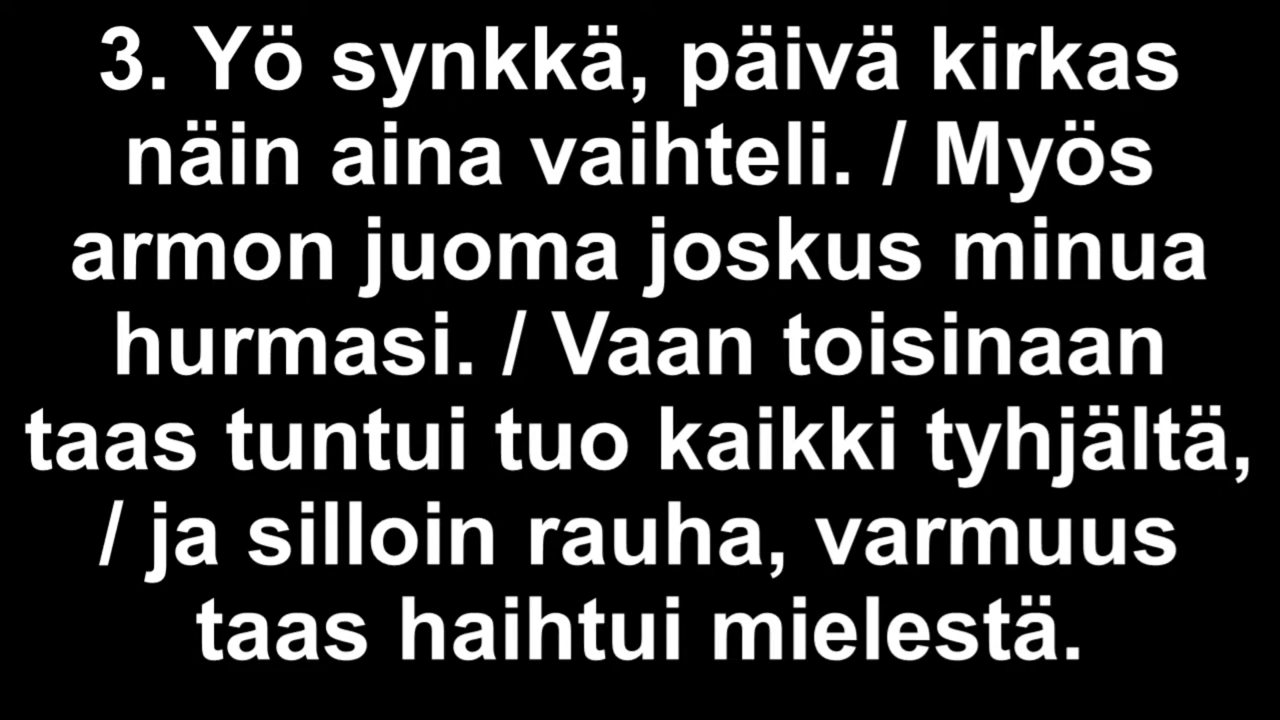 3. Yö synkkä, päivä kirkas
näin aina vaihteli. / Myös
armon juoma joskus minua
hurmasi. / Vaan toisinaan
taas tuntui tuo kaikki tyhjältä,
/ ja silloin rauha, varmuus
taas haihtui mielestä.